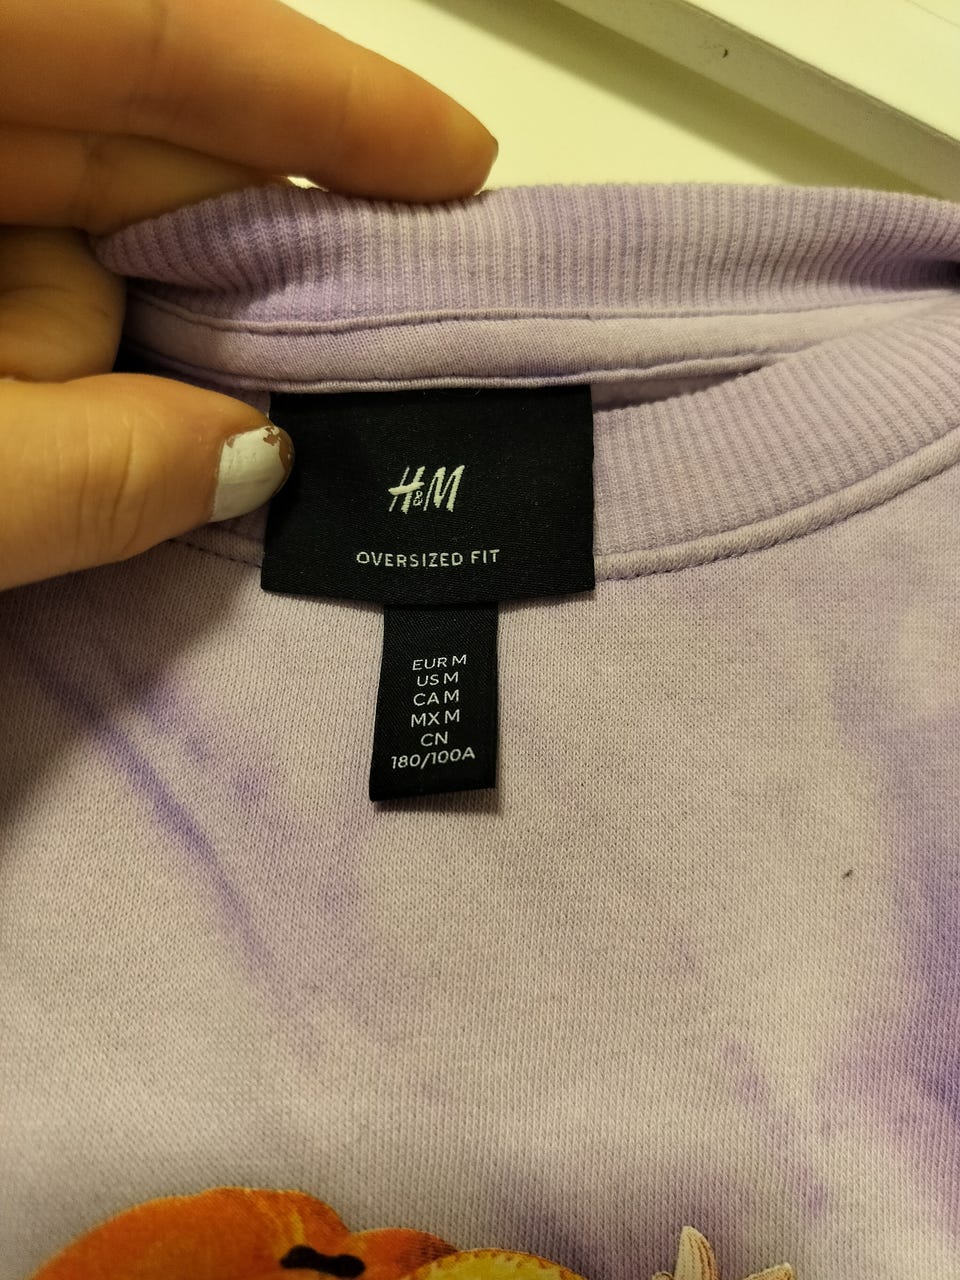 H&M
OVERSIZED FIT
EUR M
US M
CA M
MX M
CN
180/100A